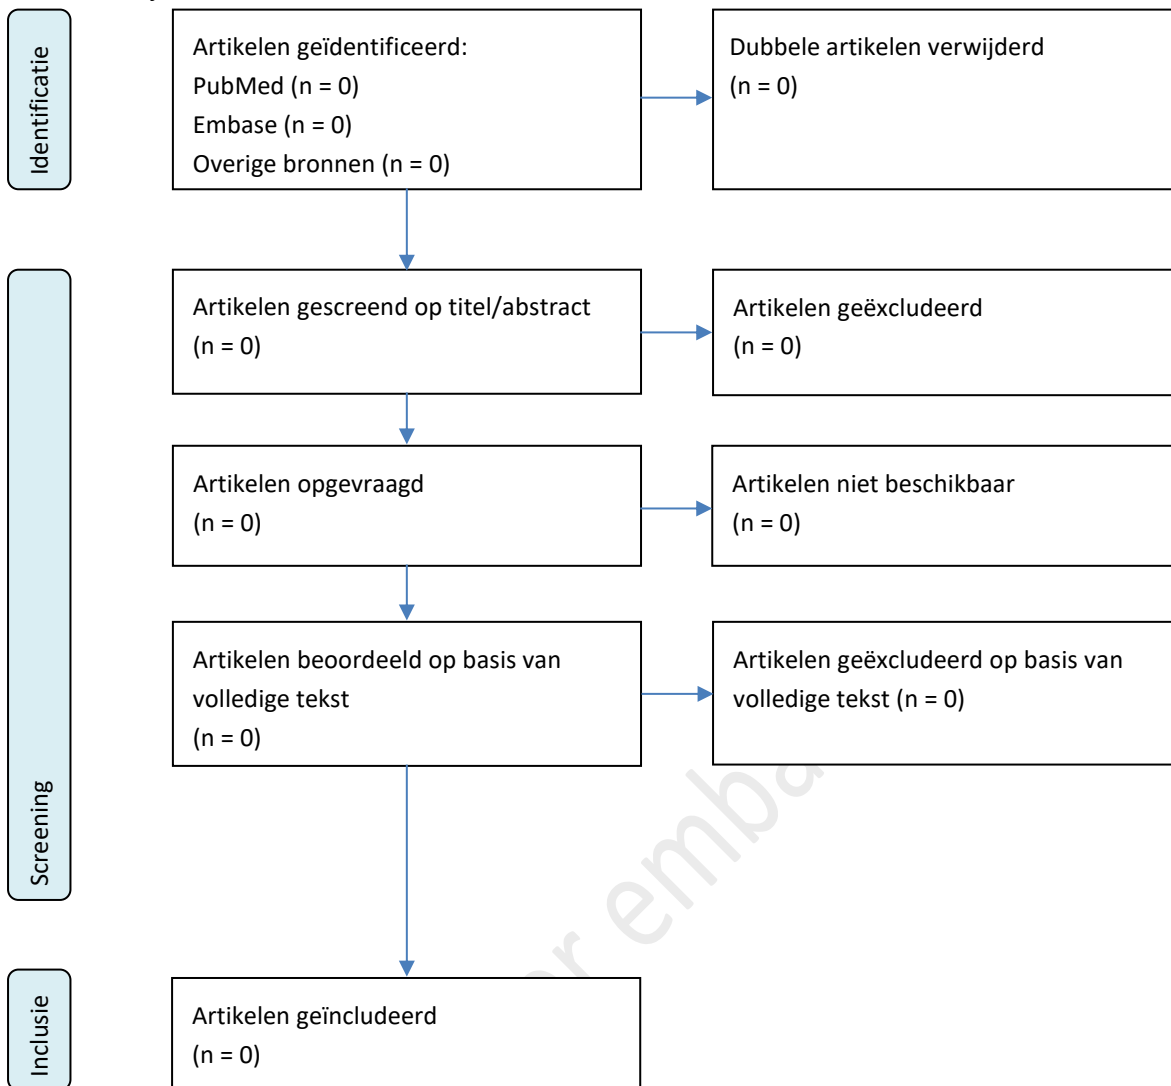 Identificatie
Artikelen geïdentificeerd:
PubMed (n = 0)
Embase (n = 0)
Overige bronnen (n = 0)
Dubbele artikelen verwijderd
(n = 0)
Screening
Artikelen gescreend op titel/abstract
(n = 0)
Artikelen geëxcludeerd
(n = 0)
Artikelen opgevraagd
(n = 0)
Artikelen niet beschikbaar
(n = 0)
Artikelen beoordeeld op basis van
volledige tekst
(n = 0)
Artikelen geëxcludeerd op basis van
volledige tekst (n = 0)
Inclusie
Artikelen geïncludeerd
(n = 0)